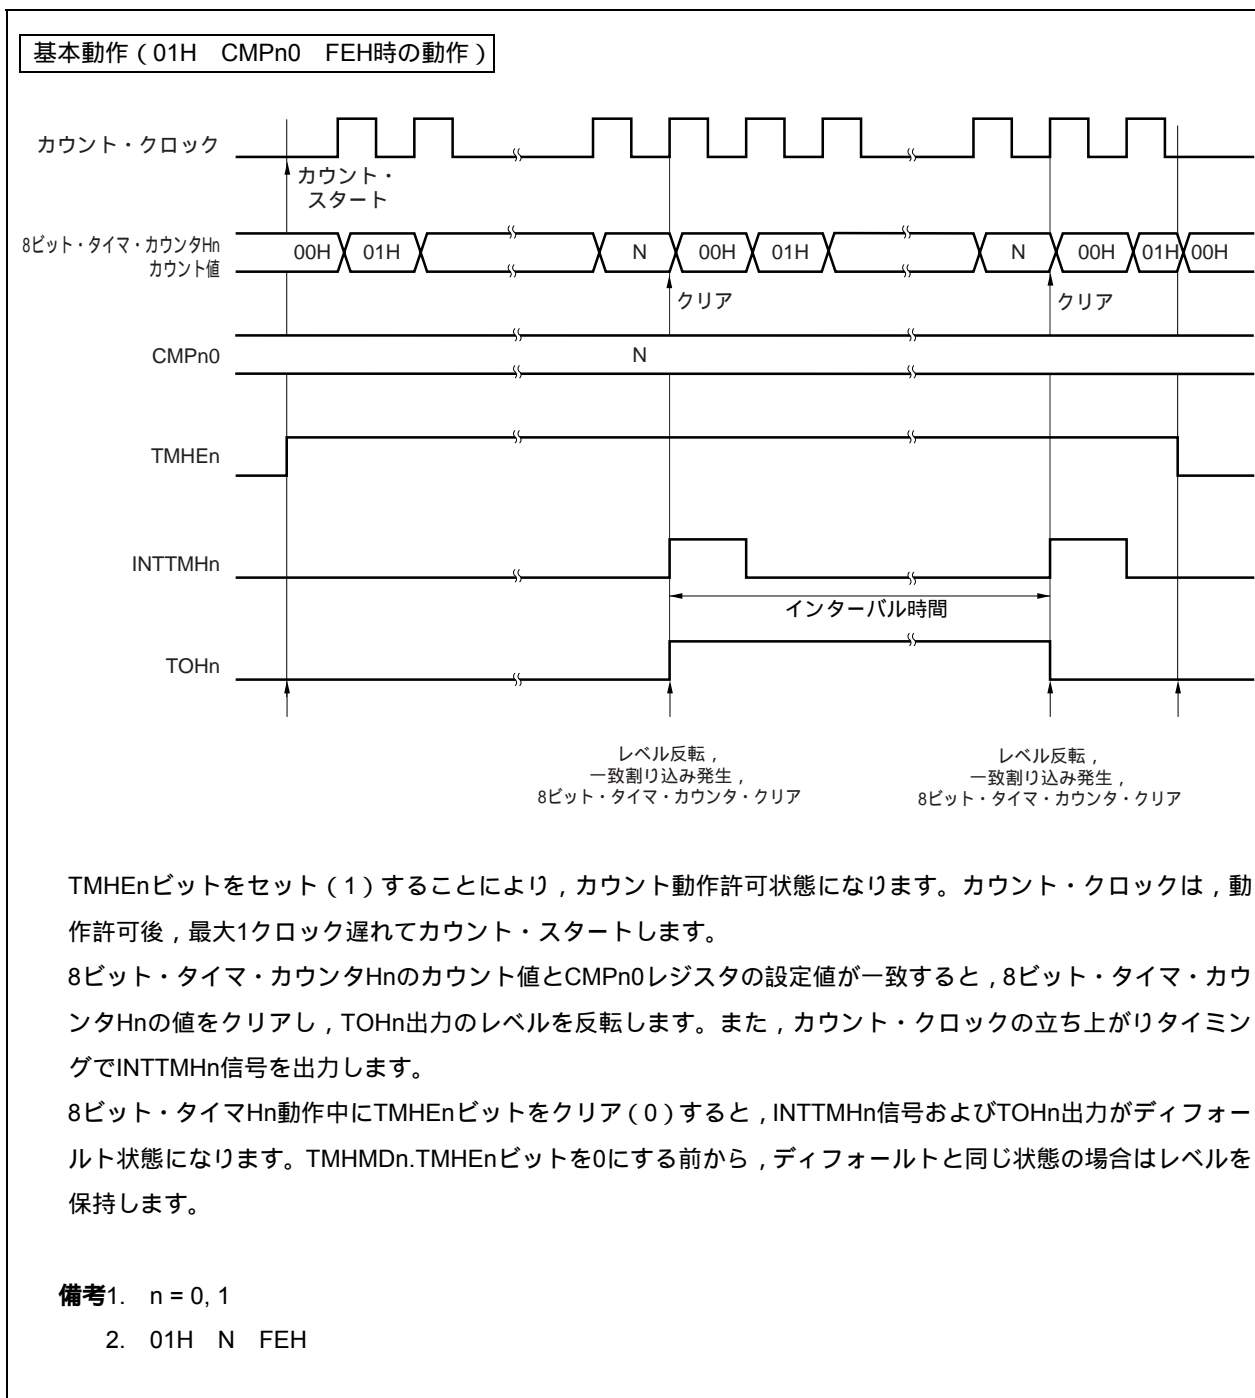 基本動作（01H　CMPn0　FEH時の動作）
カウント・クロック
カウント・
スタート
8ビット・タイマ・カウンタHn
カウント値
00H
01H
N
00H
01H
N
00H
01H
00H
クリア
クリア
CMPn0
N
TMHEn
INTTMHn
インターバル時間
TOHn
レベル反転，
一致割り込み発生，
8ビット・タイマ・カウンタ・クリア
レベル反転，
一致割り込み発生，
8ビット・タイマ・カウンタ・クリア
TMHEnビットをセット（1）することにより，カウント動作許可状態になります。カウント・クロックは，動
作許可後，最大1クロック遅れてカウント・スタートします。
8ビット・タイマ・カウンタHnのカウント値とCMPn0レジスタの設定値が一致すると，8ビット・タイマ・カウ
ンタHnの値をクリアし，TOHn出力のレベルを反転します。また，カウント・クロックの立ち上がりタイミン
グでINTTMHn信号を出力します。
8ビット・タイマHn動作中にTMHEnビットをクリア（0）すると，INTTMHn信号およびTOHn出力がディフォー
ルト状態になります。TMHMDn.TMHEnビットを0にする前から，ディフォールトと同じ状態の場合はレベルを
保持します。
備考1.　n = 0, 1
2.　01H　N　FEH